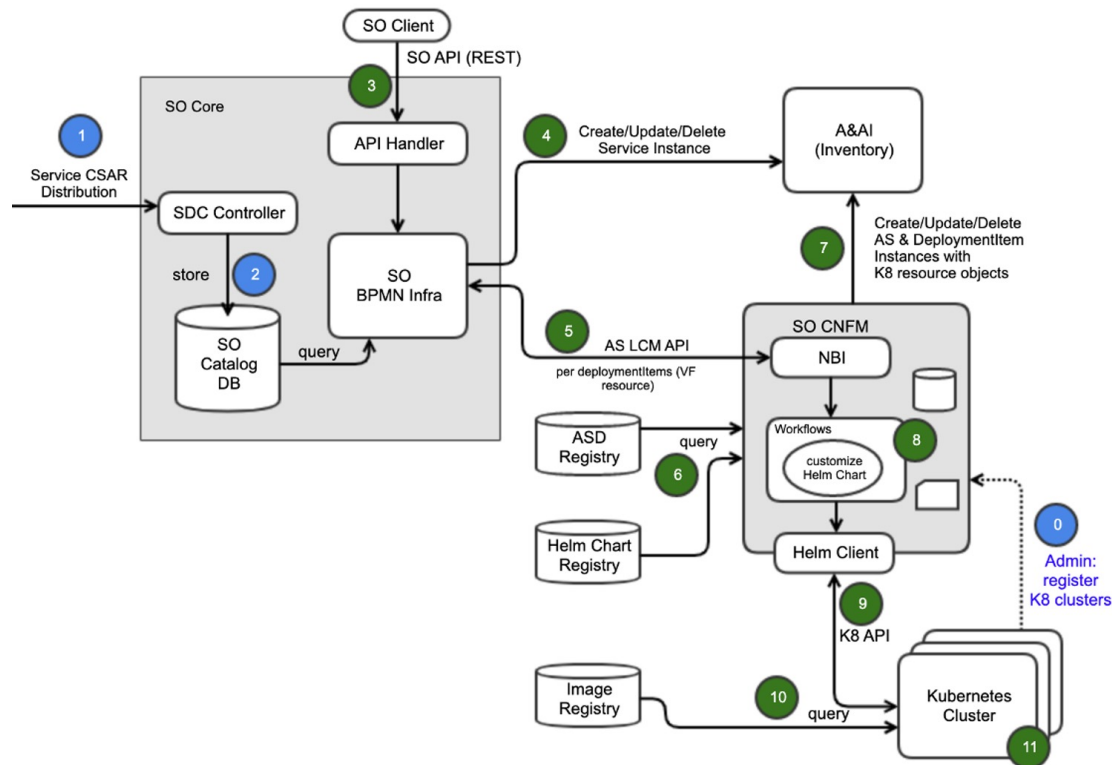 SO Client
SO API (REST)
3
SO Core
1
Service CSAR
Distribution
API Handler
4
Create/Update/Delete
Service Instance
A&AI
(Inventory)
SDC Controller
store
2
SO
BPMN Infra
7
Create/Update/Delete
AS & DeploymentItem
Instances with
K8 resource objects
SO
Catalog
DB
query
5
AS LCM API
per deploymentItems (VF
resource)
SO CNFM
NBI
ASD
Registry
query
6
Workflows
customize
Helm Chart
8
Helm Chart
Registry
Helm Client
0
Admin:
register
K8 clusters
9
K8 API
Image
Registry
10
query
Kubernetes
Cluster
11